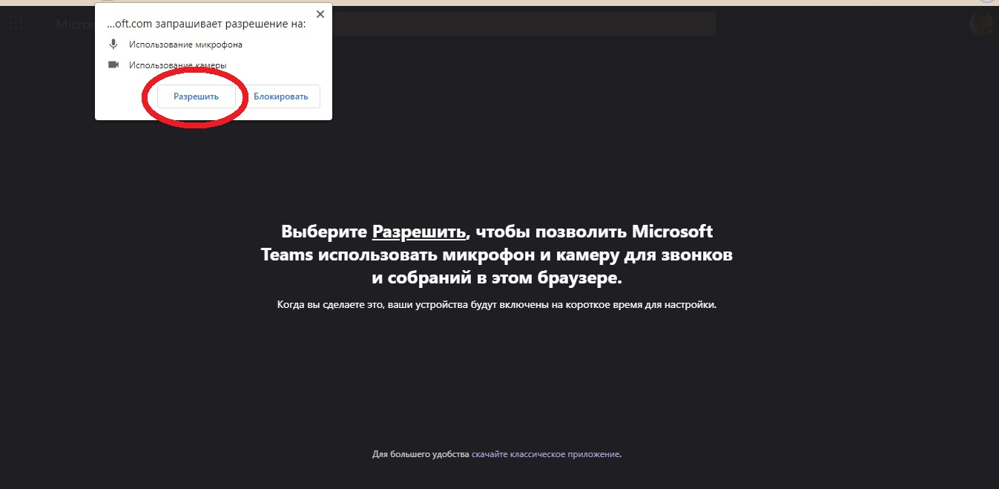 Micros
...oft.com запрашивает разрешение на:
Использование микрофона
Использование камеры
Разрешить
Блокировать
Выберите Разрешить, чтобы позволить Microsoft
Teams использовать микрофон и камеру для звонков
и собраний в этом браузере.
Когда вы сделаете это, ваши устройства будут включены на короткое время для настройки.
Для большего удобства скачайте классическое приложение.